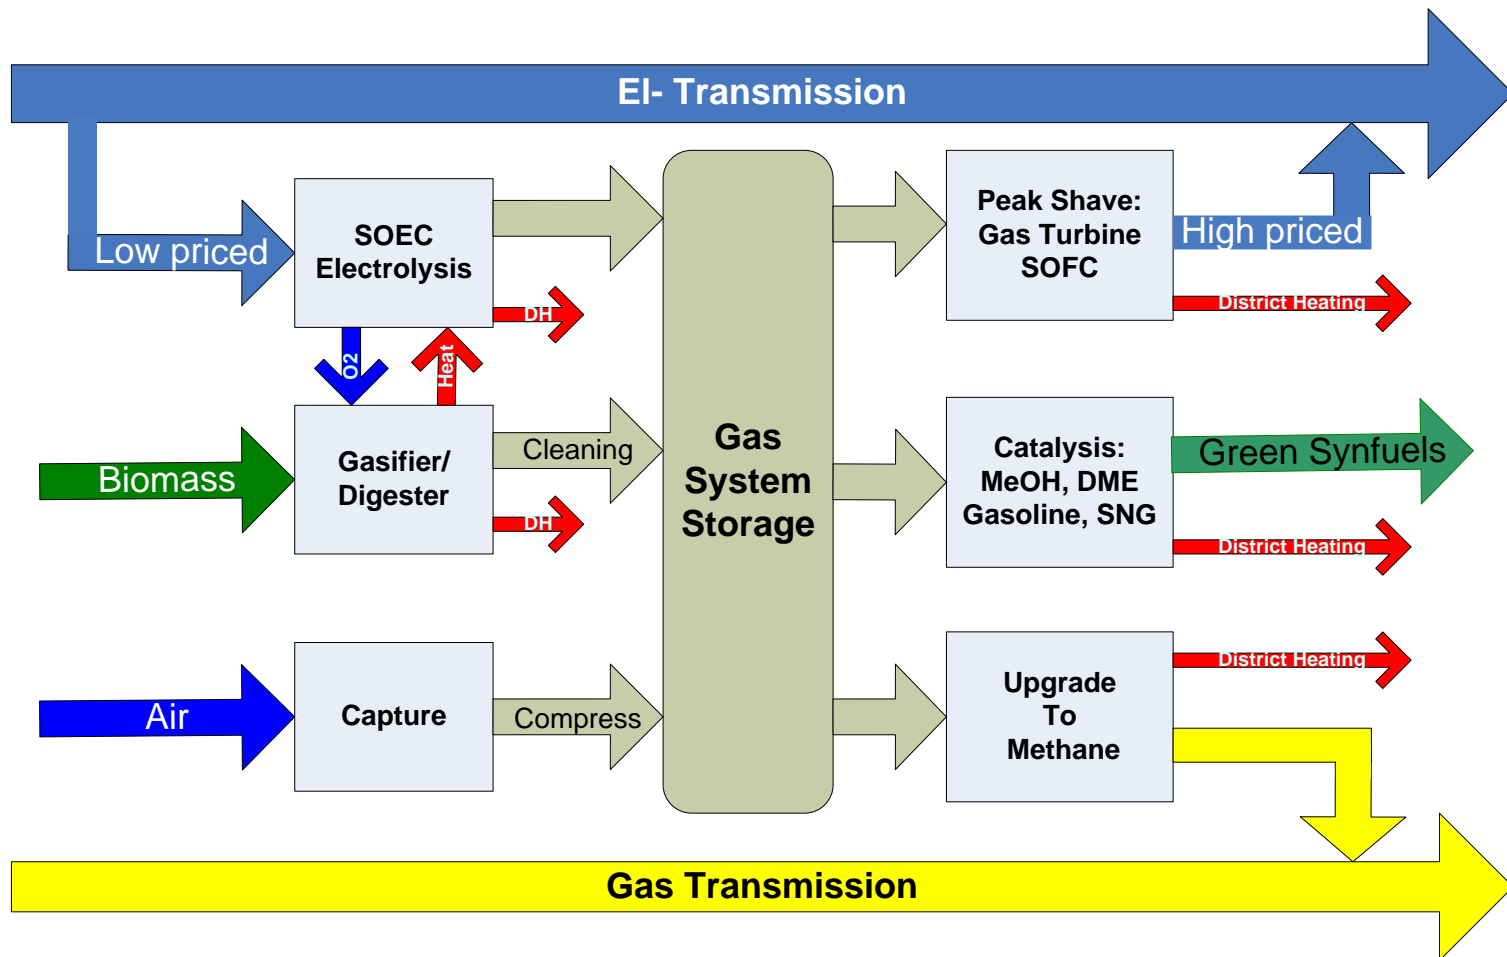 El- Transmission
Low priced
SOEC
Electrolysis
DH
O2
Heat
Peak Shave:
Gas Turbine
SOFC
High priced
District Heating
Biomass
Gasifier/
Digester
Cleaning
DH
Gas
System
Storage
Catalysis:
MeOH, DME
Gasoline, SNG
Green Synfuels
District Heating
Air
Capture
Compress
Upgrade
To
Methane
District Heating
Gas Transmission